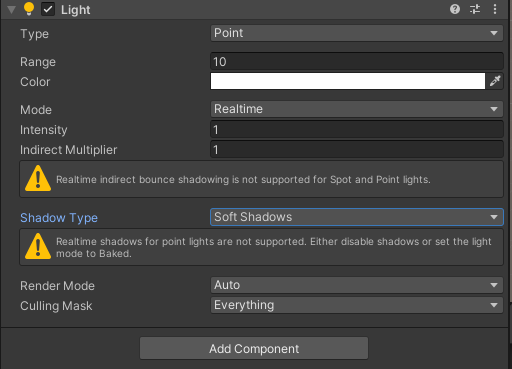 Light
Type Point
Range 10
Color
Mode Realtime
Intensity 1
Indirect Multiplier 1
Realtime indirect bounce shadowing is not supported for Spot and Point lights.
Shadow Type Soft Shadows
Realtime shadows for point lights are not supported. Either disable shadows or set the light
mode to Baked.
Render Mode Auto
Culling Mask Everything
Add Component